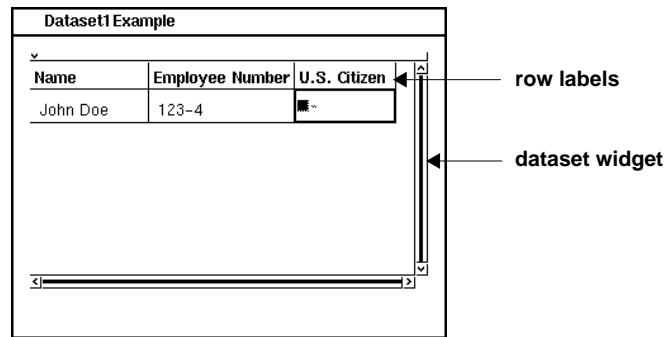 Dataset1 Example
Name Employee Number U.S. Citizen
row labels
John Doe 123-4
dataset widget